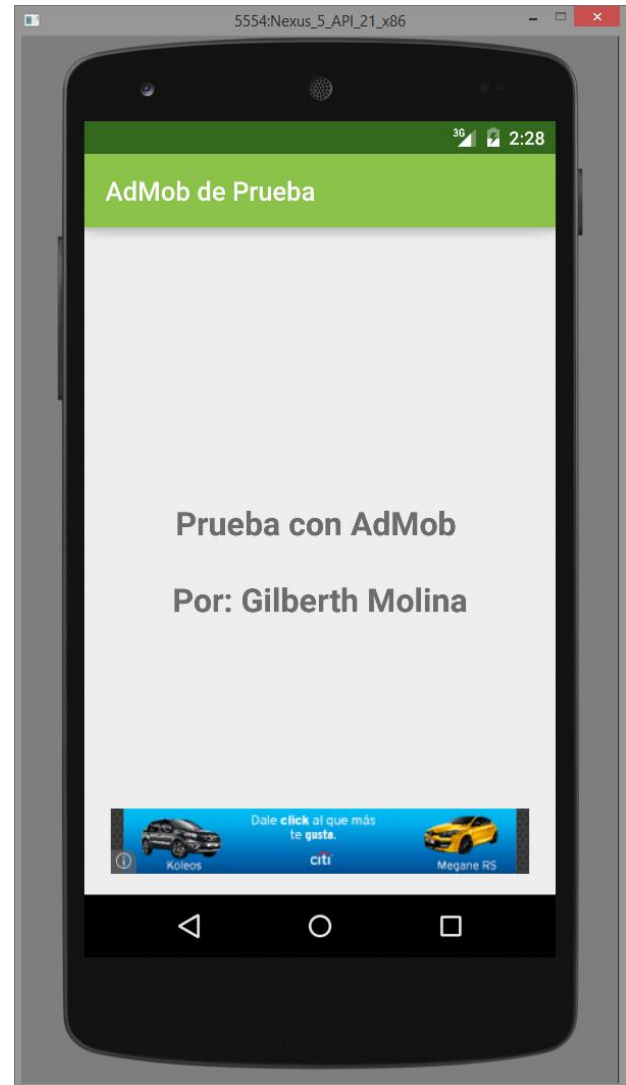 5554:Nexus_5_API_21_x86
3G 2:28
AdMob de Prueba
Prueba con AdMob
Por: Gilberth Molina
Dale click al que más
te gusta.
citi
Koleos
Megane RS